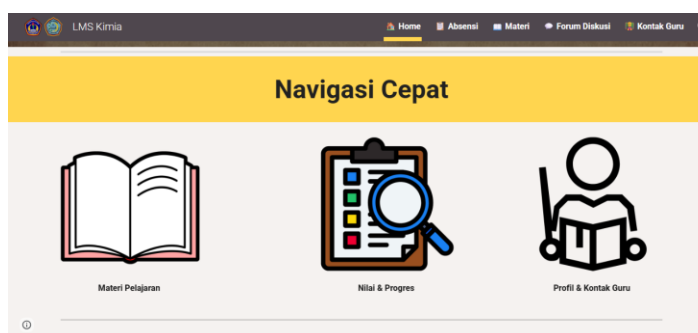 LMS Kimia
Home Absensi Materi Forum Diskusi Kontak Guru
Navigasi Cepat
Materi Pelajaran
Nilai & Progres
Profil & Kontak Guru